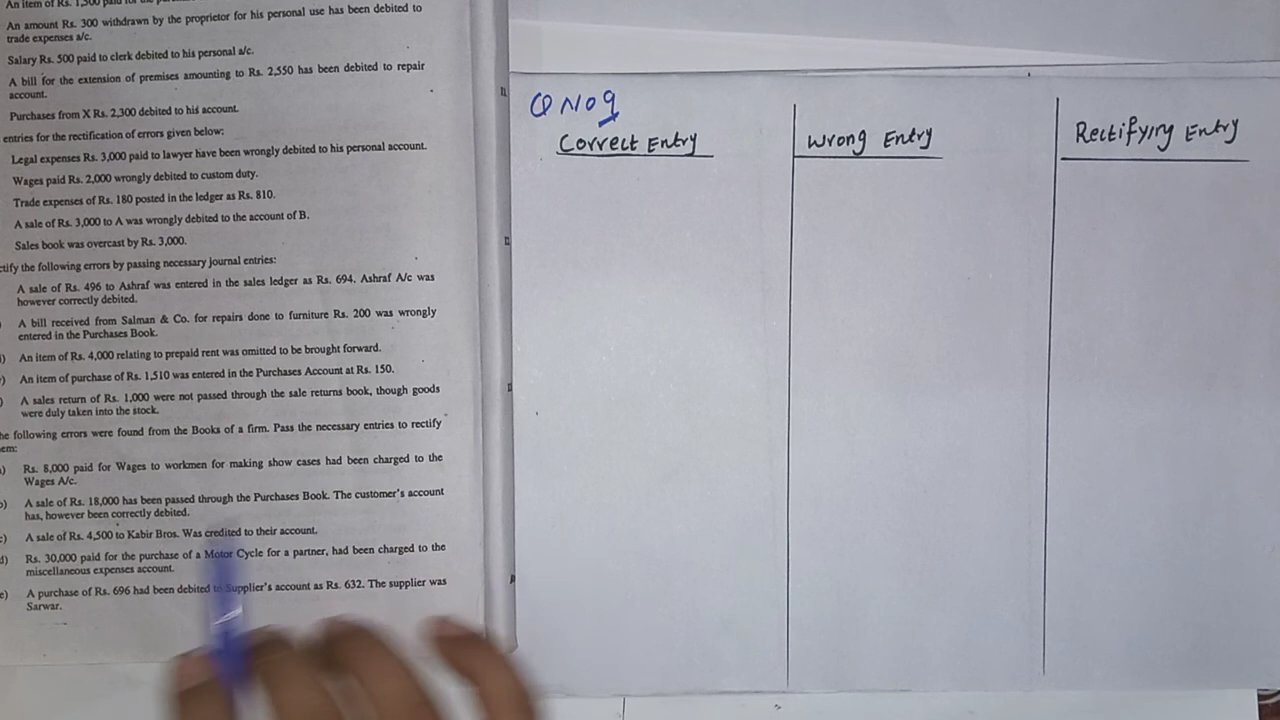 An item of Rs. 1,500 paid for the
An amount Rs. 300 withdrawn by the proprietor for his personal use has been debited to
trade expenses a/c.
Salary Rs. 500 paid to clerk debited to his personal a/c.
A bill for the extension of premises amounting to Rs. 2,550 has been debited to repair
account.
Purchases from X Rs. 2,300 debited to his account.
entries for the rectification of errors given below:
Legal expenses Rs. 3,000 paid to lawyer have been wrongly debited to his personal account.
Wages paid Rs. 2,000 wrongly debited to custom duty.
Trade expenses of Rs. 180 posted in the ledger as Rs. 810.
A sale of Rs. 3,000 to A was wrongly debited to the account of B.
Sales book was overcast by Rs. 3,000.
tify the following errors by passing necessary journal entries:
A sale of Rs. 496 to Ashraf was entered in the sales ledger as Rs. 694. Ashraf A/c was
however correctly debited.
) A bill received from Salman & Co. for repairs done to furniture Rs. 200 was wrongly
entered in the Purchases Book.
i) An item of Rs. 4,000 relating to prepaid rent was omitted to be brought forward.
) An item of purchase of Rs. 1,510 was entered in the Purchases Account at Rs. 150.
) A sales return of Rs. 1,000 were not passed through the sale returns book, though goods
were duly taken into the stock.
he following errors were found from the Books of a firm. Pass the necessary entries to rectify
em:
) Rs. 8,000 paid for Wages to workmen for making show cases had been charged to the
Wages A/c.
b) A sale of Rs. 18,000 has been passed through the Purchases Book. The customer's account
has, however been correctly debited.
c) A sale of Rs. 4,500 to Kabir Bros. Was credited to their account.
d) Rs. 30,000 paid for the purchase of a Motor Cycle for a partner, had been charged to the
miscellaneous expenses account.
e) A purchase of Rs. 696 had been debited to Supplier's account as Rs. 632. The supplier was
Sarwar.
Q No 9
Correct Entry
Wrong Entry
Rectifying Entry